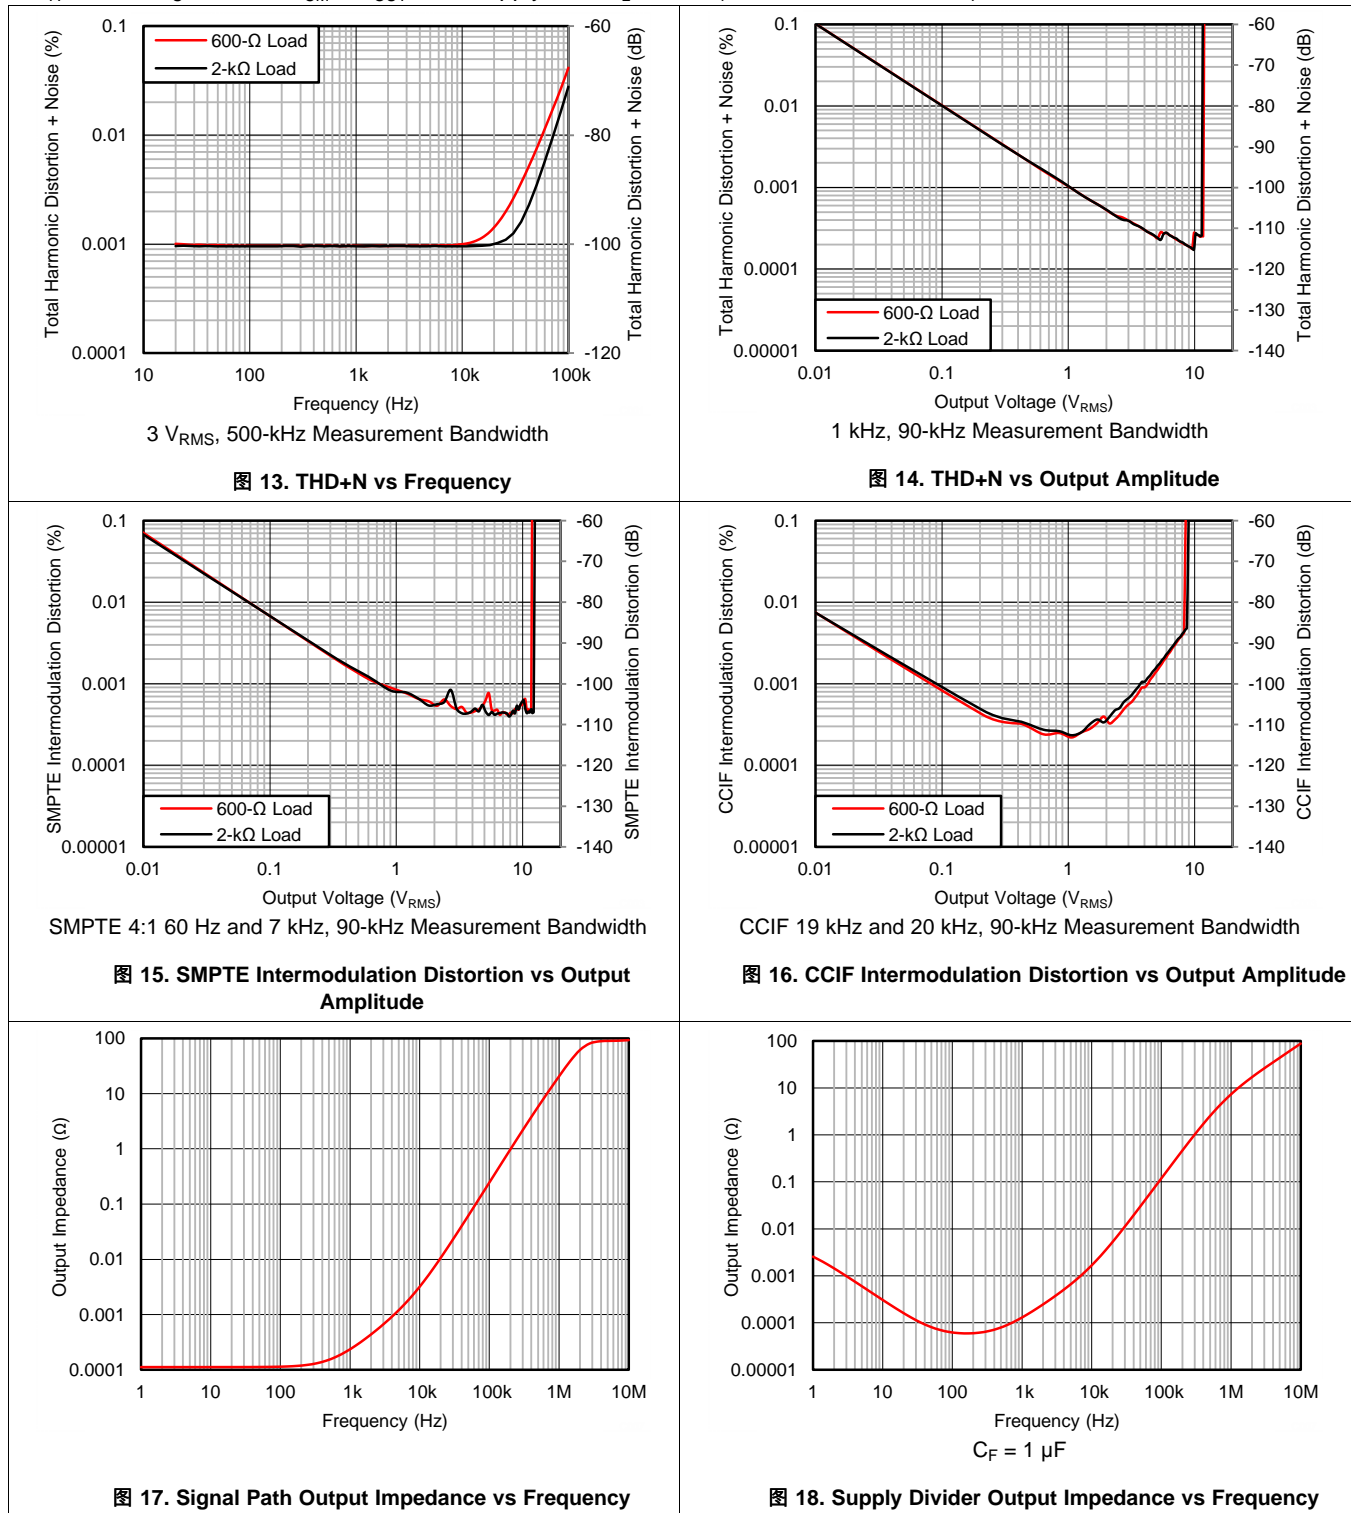 0.1
0.01
0.001
0.0001
-60
-80
-100
-120
10
100
1k
10k
100k
Total Harmonic Distortion + Noise (%)
Total Harmonic Distortion + Noise (dB)
600-Ω Load
2-kΩ Load
Frequency (Hz)
3 VRMS, 500-kHz Measurement Bandwidth
图 13. THD+N vs Frequency
0.1
0.01
0.001
0.0001
0.00001
-60
-70
-80
-90
-100
-110
-120
-130
-140
0.01
0.1
1
10
Total Harmonic Distortion + Noise (%)
Total Harmonic Distortion + Noise (dB)
600-Ω Load
2-kΩ Load
Output Voltage (VRMS)
1 kHz, 90-kHz Measurement Bandwidth
图 14. THD+N vs Output Amplitude
0.1
0.01
0.001
0.0001
0.00001
-60
-70
-80
-90
-100
-110
-120
-130
-140
0.01
0.1
1
10
SMPTE Intermodulation Distortion (%)
SMPTE Intermodulation Distortion (dB)
600-Ω Load
2-kΩ Load
Output Voltage (VRMS)
SMPTE 4:1 60 Hz and 7 kHz, 90-kHz Measurement Bandwidth
图 15. SMPTE Intermodulation Distortion vs Output
Amplitude
0.1
0.01
0.001
0.0001
0.00001
-60
-70
-80
-90
-100
-110
-120
-130
-140
0.01
0.1
1
10
CCIF Intermodulation Distortion (%)
CCIF Intermodulation Distortion (dB)
600-Ω Load
2-kΩ Load
Output Voltage (VRMS)
CCIF 19 kHz and 20 kHz, 90-kHz Measurement Bandwidth
图 16. CCIF Intermodulation Distortion vs Output Amplitude
100
10
1
0.1
0.01
0.001
0.0001
1
10
100
1k
10k
100k
1M
10M
Output Impedance (Ω)
Frequency (Hz)
图 17. Signal Path Output Impedance vs Frequency
100
10
1
0.1
0.01
0.001
0.0001
0.00001
1
10
100
1k
10k
100k
1M
10M
Output Impedance (Ω)
Frequency (Hz)
CF = 1 µF
图 18. Supply Divider Output Impedance vs Frequency